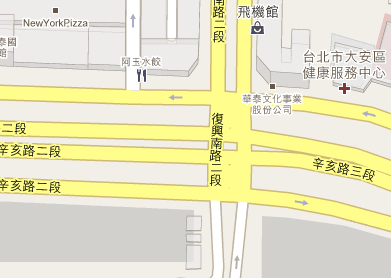 南路二段
飛機館
NewYorkPizza
泰國
館
阿玉水餃
台北市大安區
健康服務中心
華泰文化事業
股份公司
二段
復興南路二段
辛亥路二段
辛亥路三段
辛亥路二段